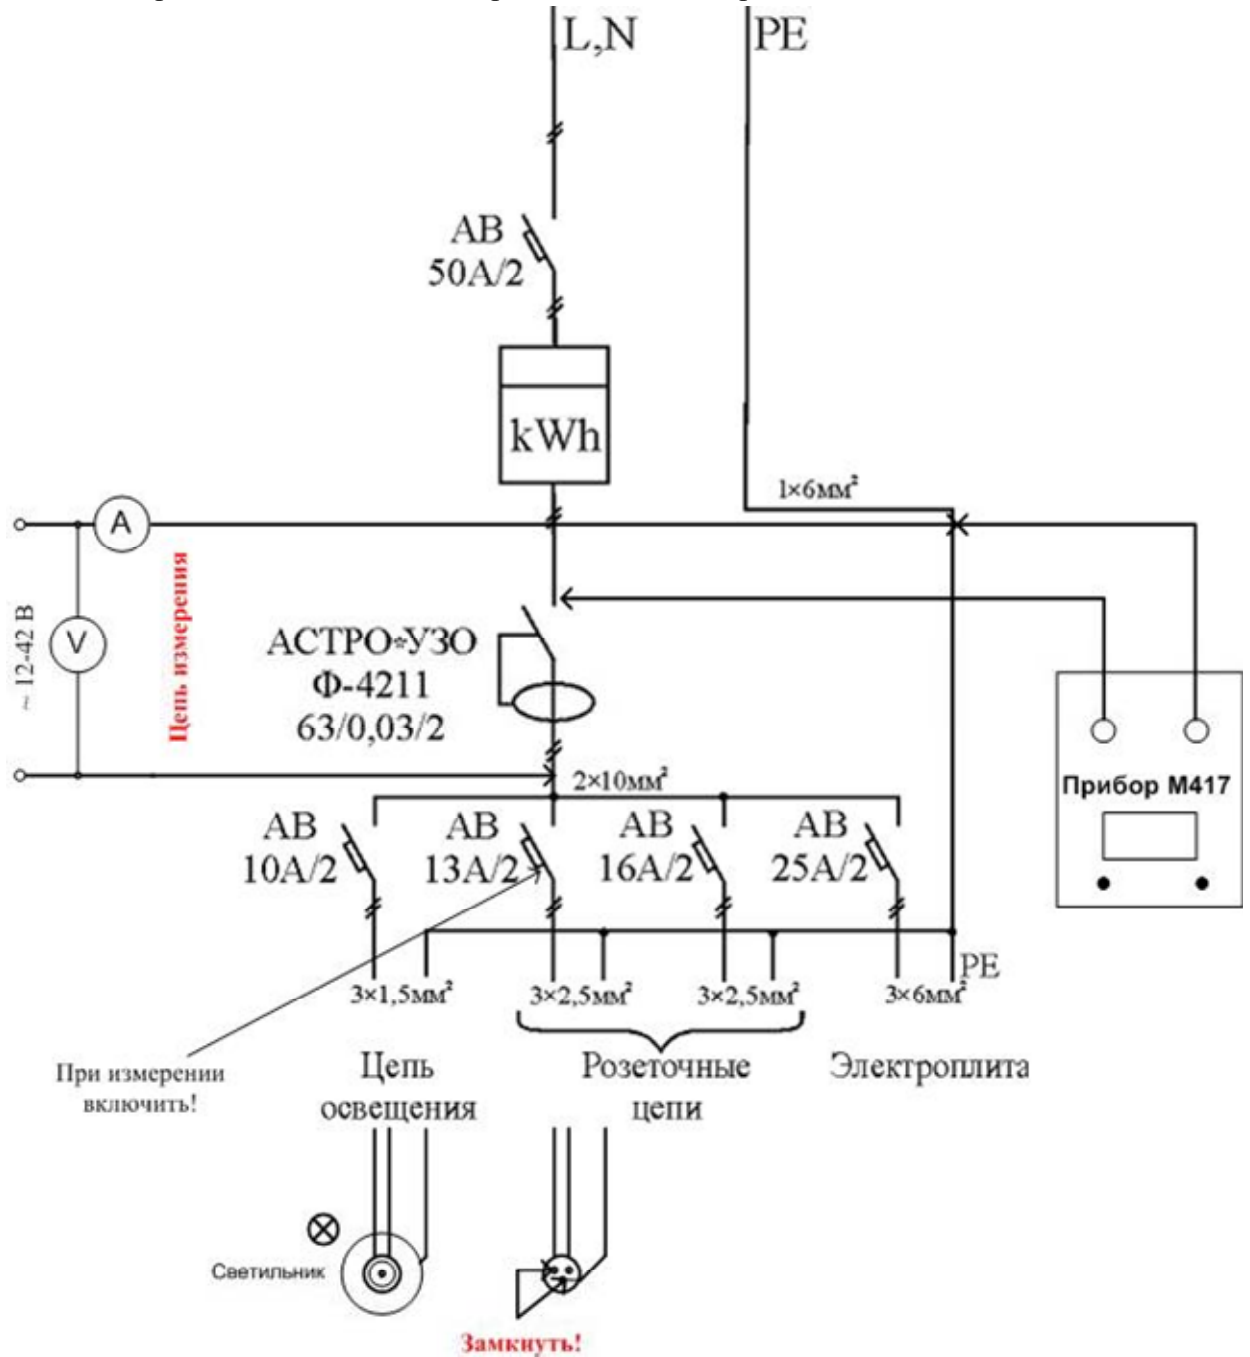 L,N
PE
АВ
50А/2
kWh
1×6мм²
А
~ 12-42 В
V
Цепь измерения
АСТРО*УЗО
Ф-4211
63/0,03/2
Прибор М417
2×10мм²
АВ
10А/2
АВ
13А/2
АВ
16А/2
АВ
25А/2
PE
3×1,5мм²
3×2,5мм²
3×2,5мм²
3×6мм²
При измерении
включить!
Цепь
освещения
Розеточные
цепи
Электроплита
Светильник
Замкнуть!